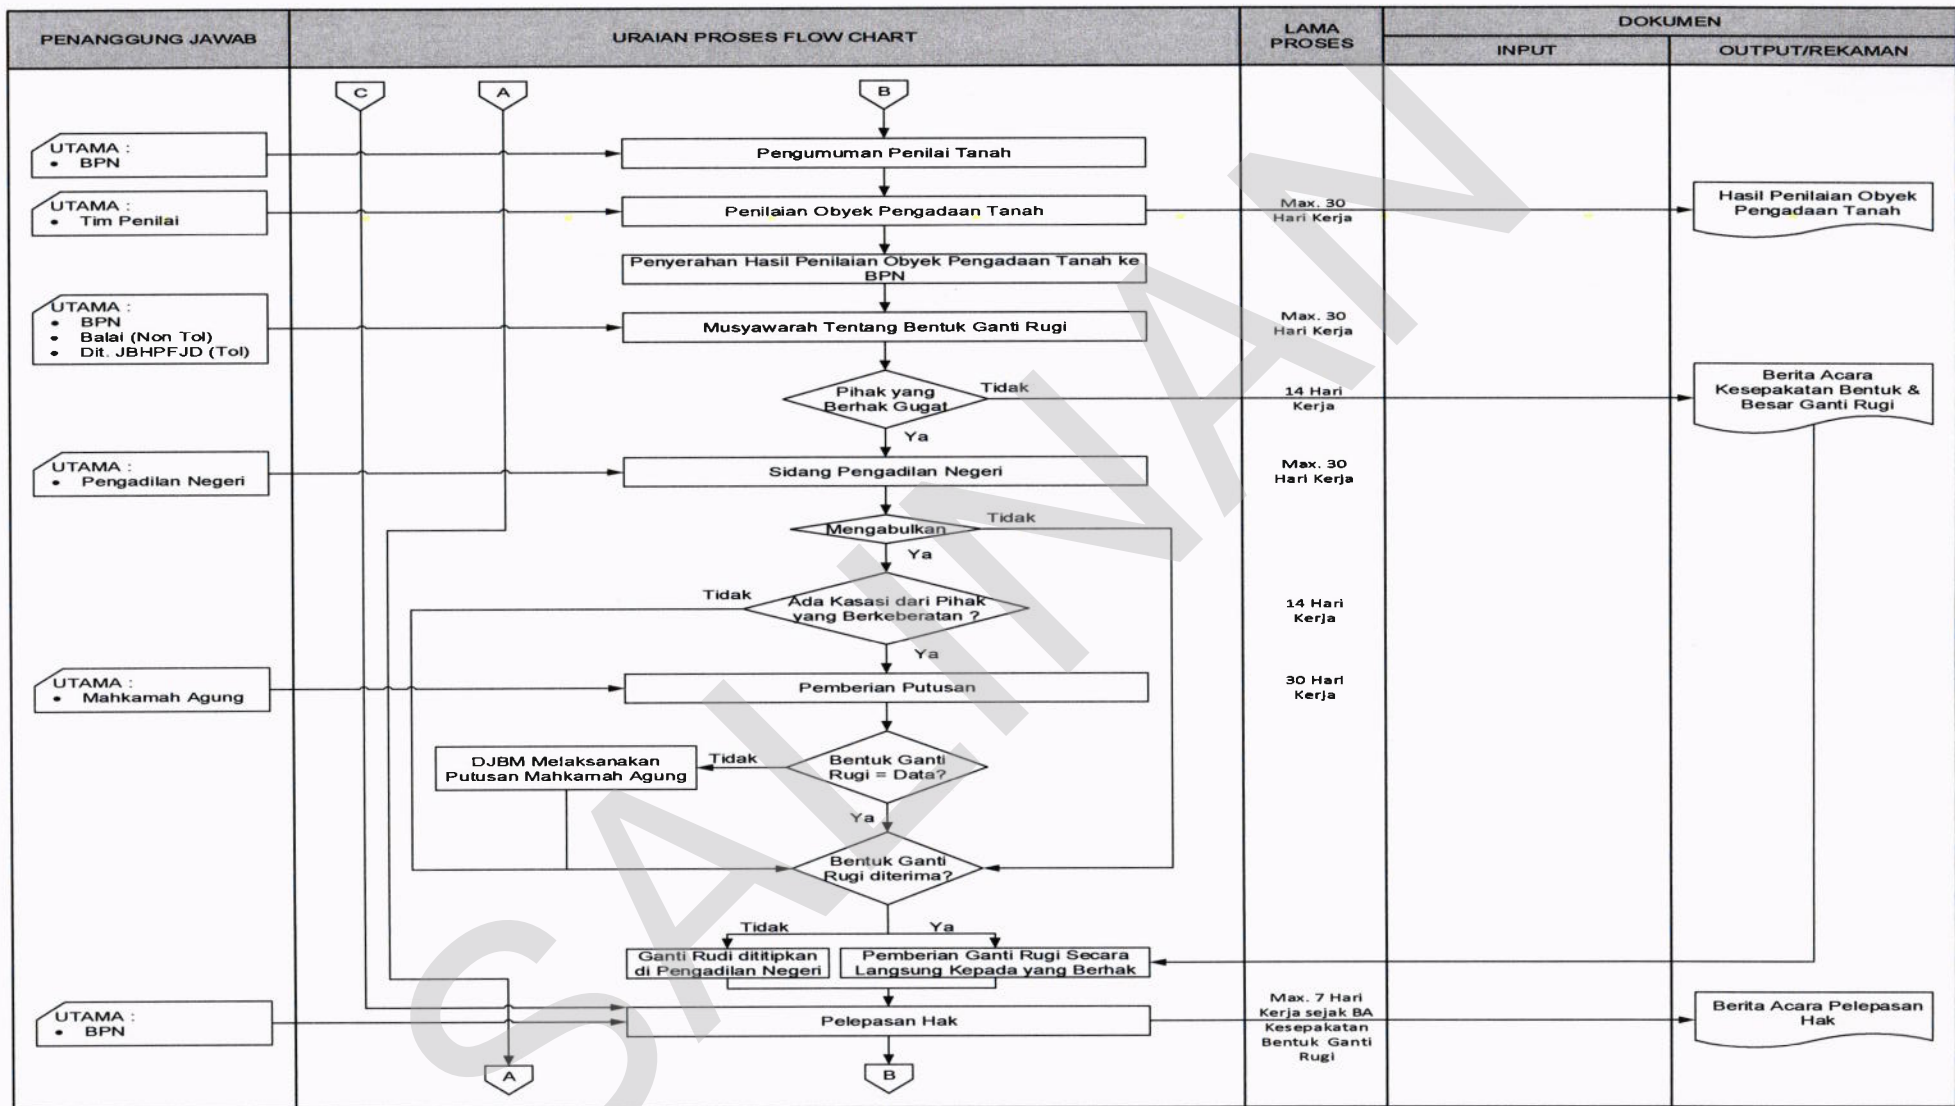 PENANGGUNG JAWAB
URAIAN PROSES FLOW CHART
LAMA
PROSES
DOKUMEN
INPUT
OUTPUT/REKAMAN
C
A
B
UTAMA :
• BPN
Pengumuman Penilai Tanah
UTAMA :
• Tim Penilai
Penilaian Obyek Pengadaan Tanah
Max. 30
Hari Kerja
Hasil Penilaian Obyek
Pengadaan Tanah
Penyerahan Hasil Penilaian Obyek Pengadaan Tanah ke
BPN
UTAMA :
• BPN
• Balai (Non Tol)
• Dit. JBHPFJD (Tol)
Musyawarah Tentang Bentuk Ganti Rugi
Max. 30
Hari Kerja
Pihak yang
Berhak Gugat
Tidak
14 Hari
Kerja
Berita Acara
Kesepakatan Bentuk &
Besar Ganti Rugi
Ya
UTAMA :
• Pengadilan Negeri
Sidang Pengadilan Negeri
Max. 30
Hari Kerja
Mengabulkan
Tidak
Ya
Tidak
Ada Kasasi dari Pihak
yang Berkeberatan ?
14 Hari
Kerja
Ya
UTAMA :
• Mahkamah Agung
Pemberian Putusan
30 Hari
Kerja
DJBM Melaksanakan
Putusan Mahkamah Agung
Tidak
Bentuk Ganti
Rugi = Data?
Ya
Bentuk Ganti
Rugi diterima?
Tidak
Ya
Ganti Rudi dititipkan
di Pengadilan Negeri
Pemberian Ganti Rugi Secara
Langsung Kepada yang Berhak
UTAMA :
• BPN
Pelepasan Hak
Max. 7 Hari
Kerja sejak BA
Kesepakatan
Bentuk Ganti
Rugi
Berita Acara Pelepasan
Hak
A
B
SALINAN